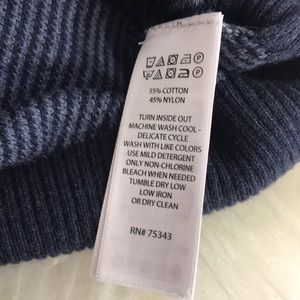 55% COTTON
45% NYLON
TURN INSIDE OUT
MACHINE WASH COOL-
DELICATE CYCLE
WASH WITH LIKE COLORS
USE MILD DETERGENT
ONLY NON-CHLORINE
BLEACH WHEN NEEDED
TUMBLE DRY LOW
LOW IRON
OR DRY CLEAN
RN# 75343